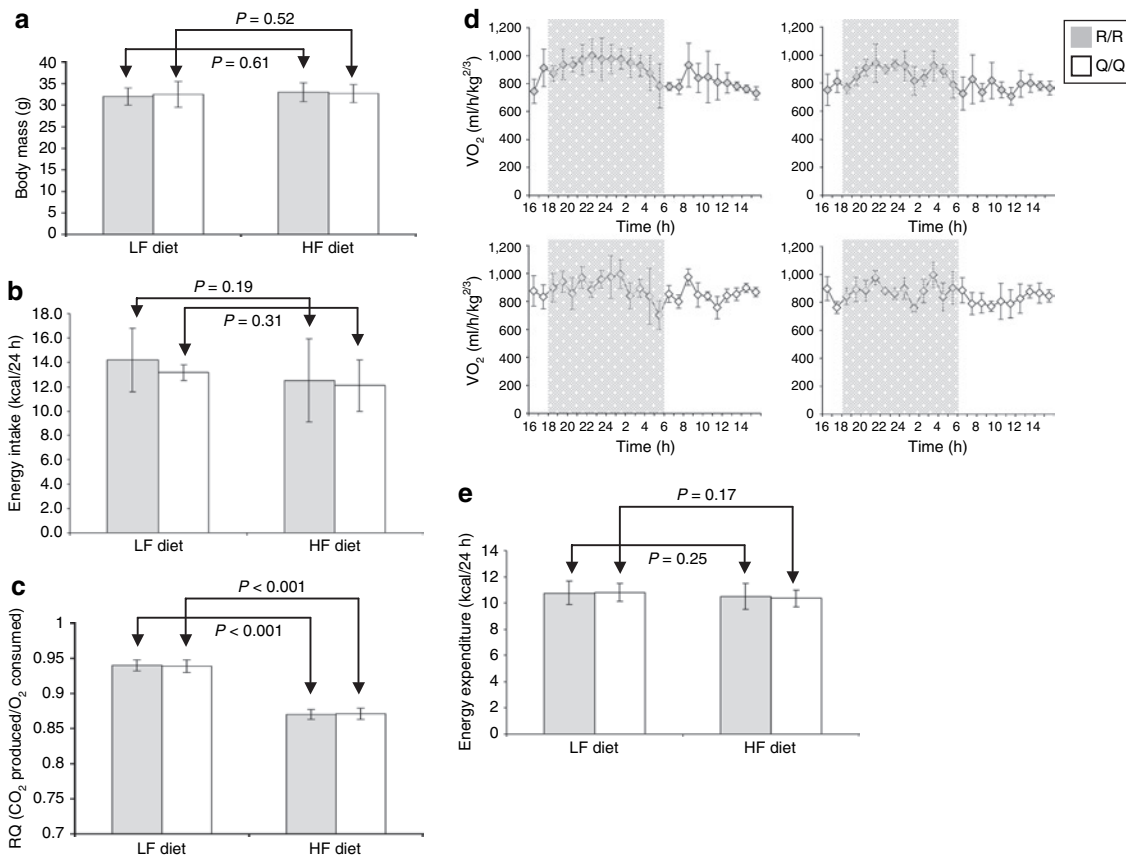 a
P = 0.52
P = 0.61
40
35
30
25
20
15
10
5
0
Body mass (g)
LF diet HF diet
b
P = 0.19
P = 0.31
18.0
16.0
14.0
12.0
10.0
8.0
6.0
4.0
2.0
0.0
Energy intake (kcal/24 h)
LF diet HF diet
c
P < 0.001
P < 0.001
1
0.95
0.9
0.85
0.8
0.75
0.7
RQ (CO2 produced/O2 consumed)
LF diet HF diet
d
1,200
1,000
800
600
400
200
0
VO2 (ml/h/kg2/3)
16 18 20 22 24 2 4 6 8 10 12 14
Time (h)
1,200
1,000
800
600
400
200
0
16 18 20 22 24 2 4 6 8 10 12 14
Time (h)
R/R
Q/Q
1,200
1,000
800
600
400
200
0
VO2 (ml/h/kg2/3)
16 18 20 22 24 2 4 6 8 10 12 14
Time (h)
1,200
1,000
800
600
400
200
0
16 18 20 22 24 2 4 6 8 10 12 14
Time (h)
e
P = 0.17
P = 0.25
14
12
10
8
6
4
2
0
Energy expenditure (kcal/24 h)
LF diet HF diet